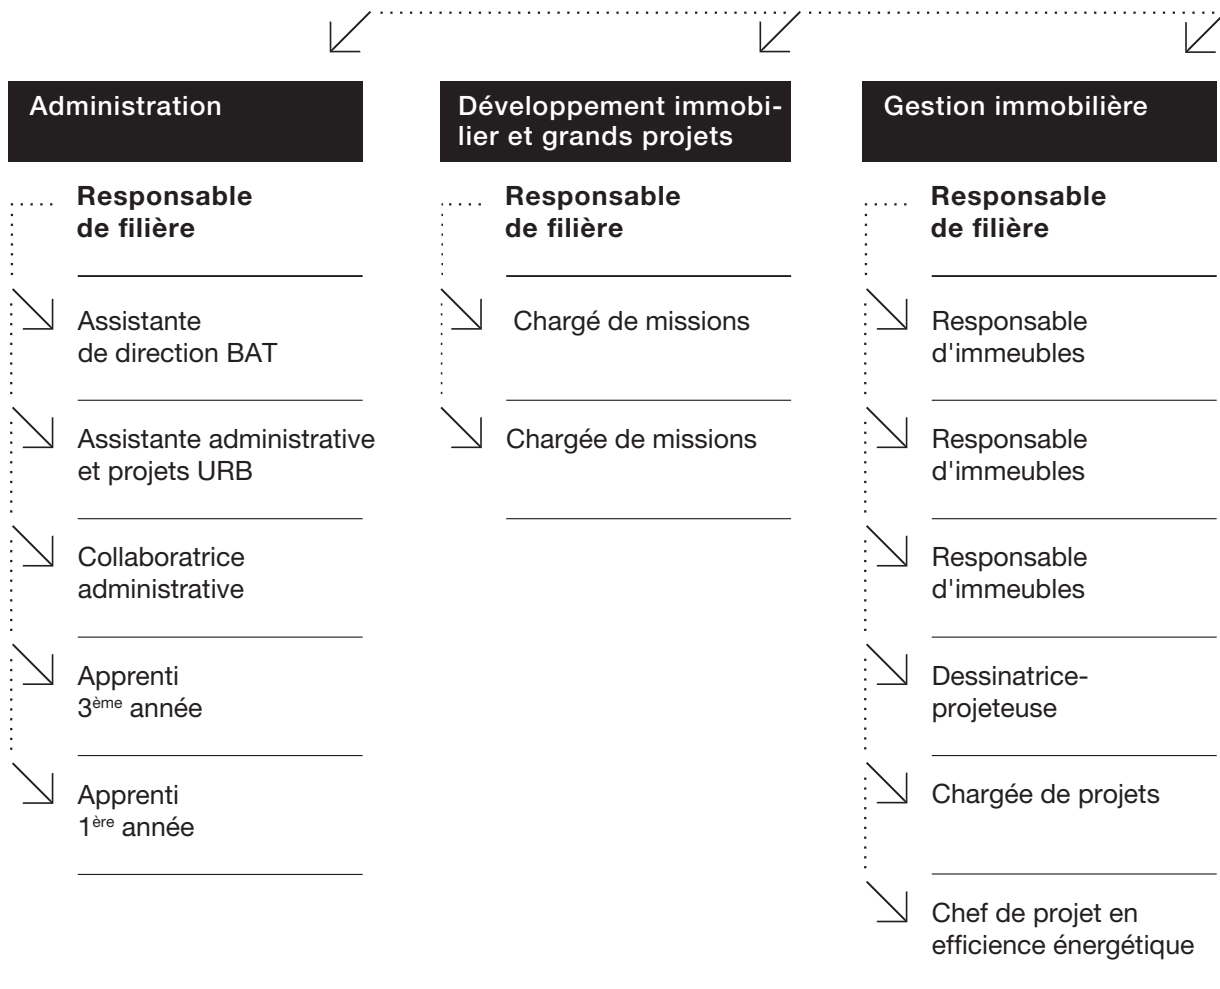 Administration
Responsable
de filière
Assistante
de direction BAT
Assistante administrative
et projets URB
Collaboratrice
administrative
Apprenti
3ème année
Apprenti
1ère année
Développement immobi-
lier et grands projets
Responsable
de filière
Chargé de missions
Chargée de missions
Gestion immobilière
Responsable
de filière
Responsable
d'immeubles
Responsable
d'immeubles
Responsable
d'immeubles
Dessinatrice-
projeteuse
Chargée de projets
Chef de projet en
efficience énergétique